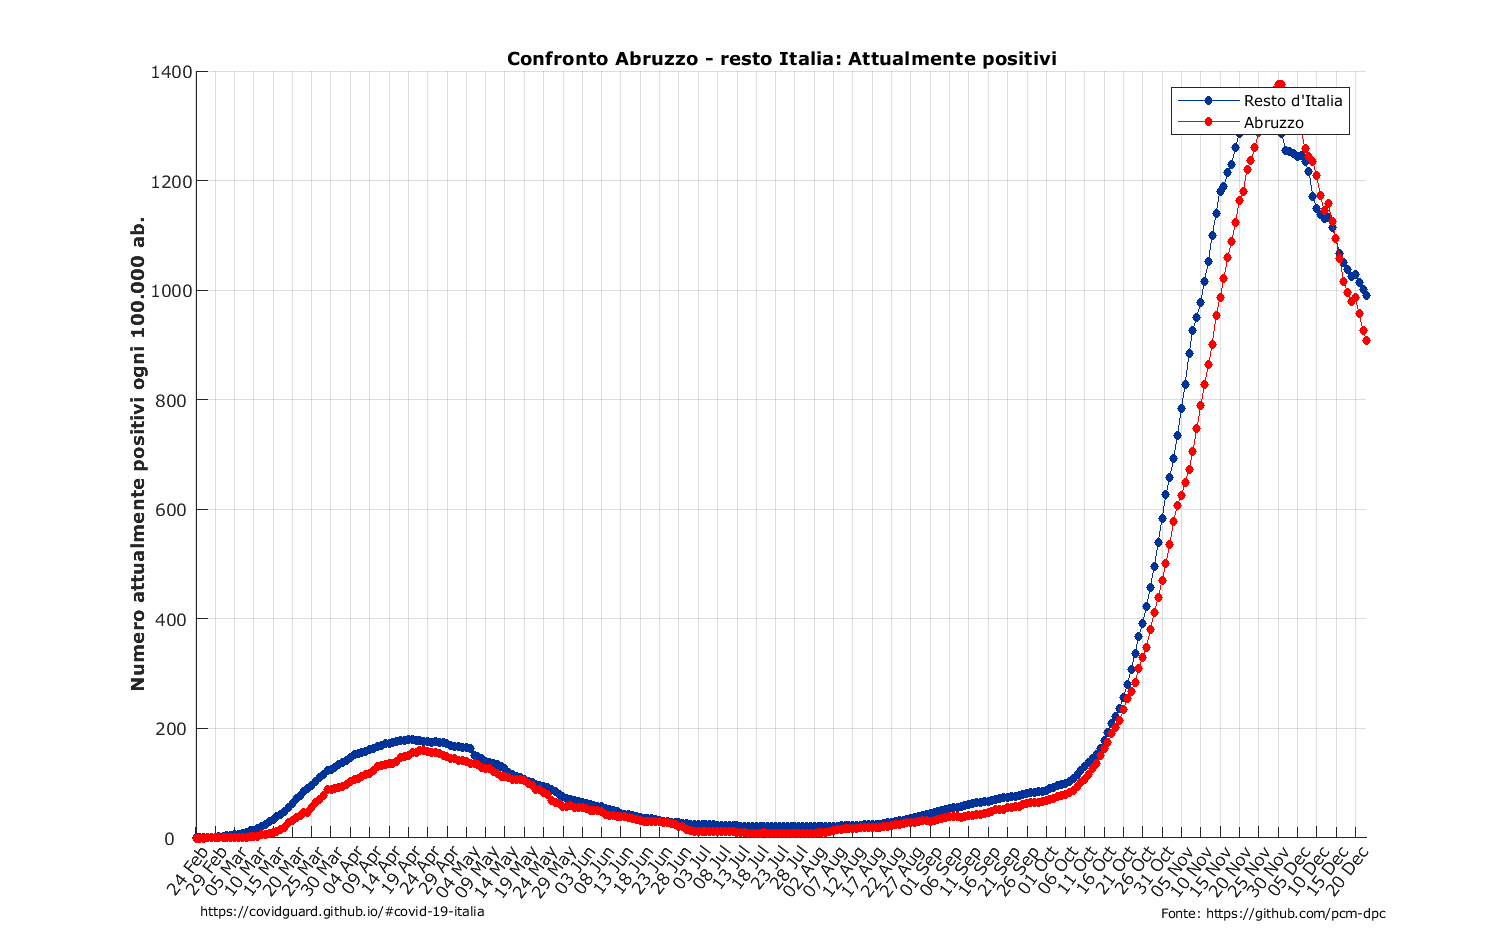 Confronto Abruzzo - resto Italia: Attualmente positivi
Numero attualmente positivi ogni 100.000 ab.
1400
1200
1000
800
600
400
200
0
Resto d'Italia
Abruzzo
24 Feb
29 Feb
05 Mar
10 Mar
15 Mar
20 Mar
25 Mar
30 Mar
04 Apr
09 Apr
14 Apr
19 Apr
24 Apr
29 Apr
04 May
09 May
14 May
19 May
24 May
29 May
03 Jun
08 Jun
13 Jun
18 Jun
23 Jun
28 Jun
03 Jul
08 Jul
13 Jul
18 Jul
23 Jul
28 Jul
02 Aug
07 Aug
12 Aug
17 Aug
22 Aug
27 Aug
01 Sep
06 Sep
11 Sep
16 Sep
21 Sep
26 Sep
01 Oct
06 Oct
11 Oct
16 Oct
21 Oct
26 Oct
31 Oct
05 Nov
10 Nov
15 Nov
20 Nov
25 Nov
30 Nov
05 Dec
10 Dec
15 Dec
20 Dec
https://covidguard.github.io/#covid-19-italia
Fonte: https://github.com/pcm-dpc